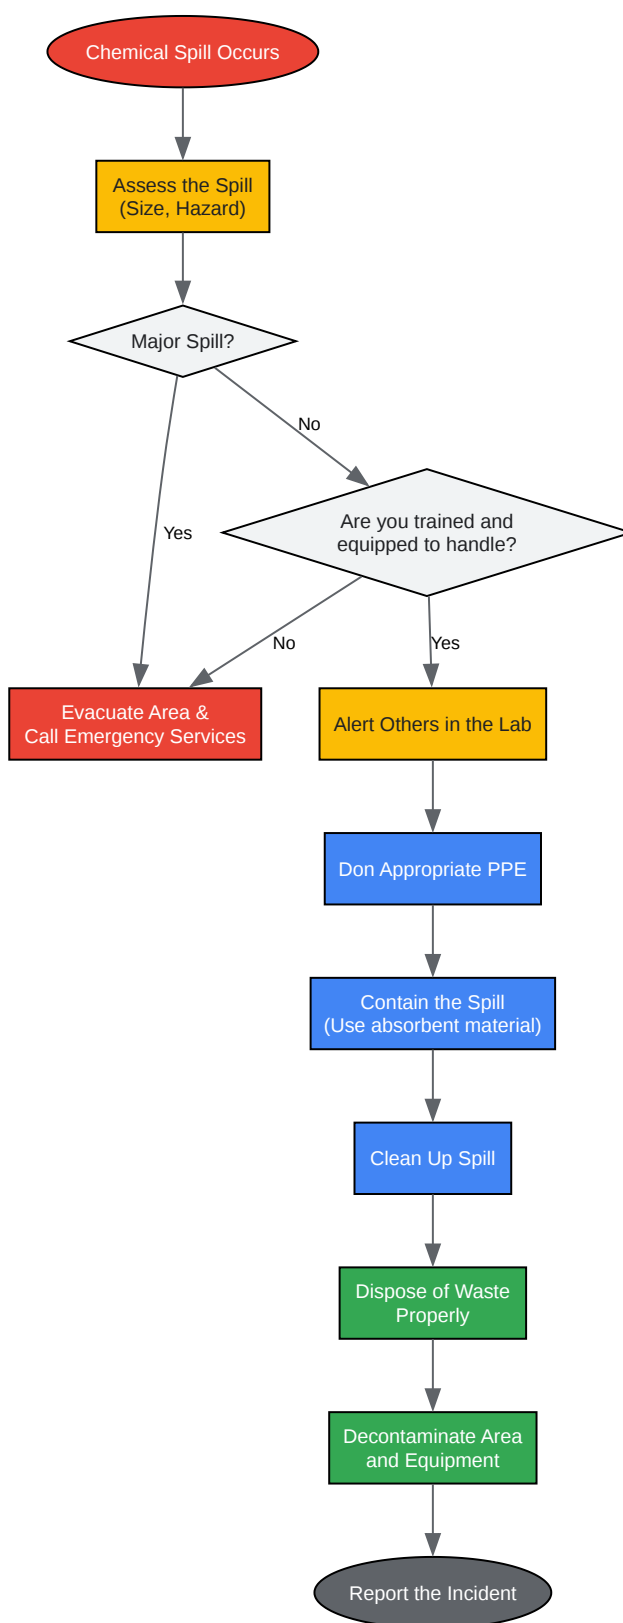 Chemical Spill Occurs
Assess the Spill
(Size, Hazard)
Major Spill?
No
Are you trained and
equipped to handle?
Yes
No
Yes
Evacuate Area &
Call Emergency Services
Alert Others in the Lab
Don Appropriate PPE
Contain the Spill
(Use absorbent material)
Clean Up Spill
Dispose of Waste
Properly
Decontaminate Area
and Equipment
Report the Incident